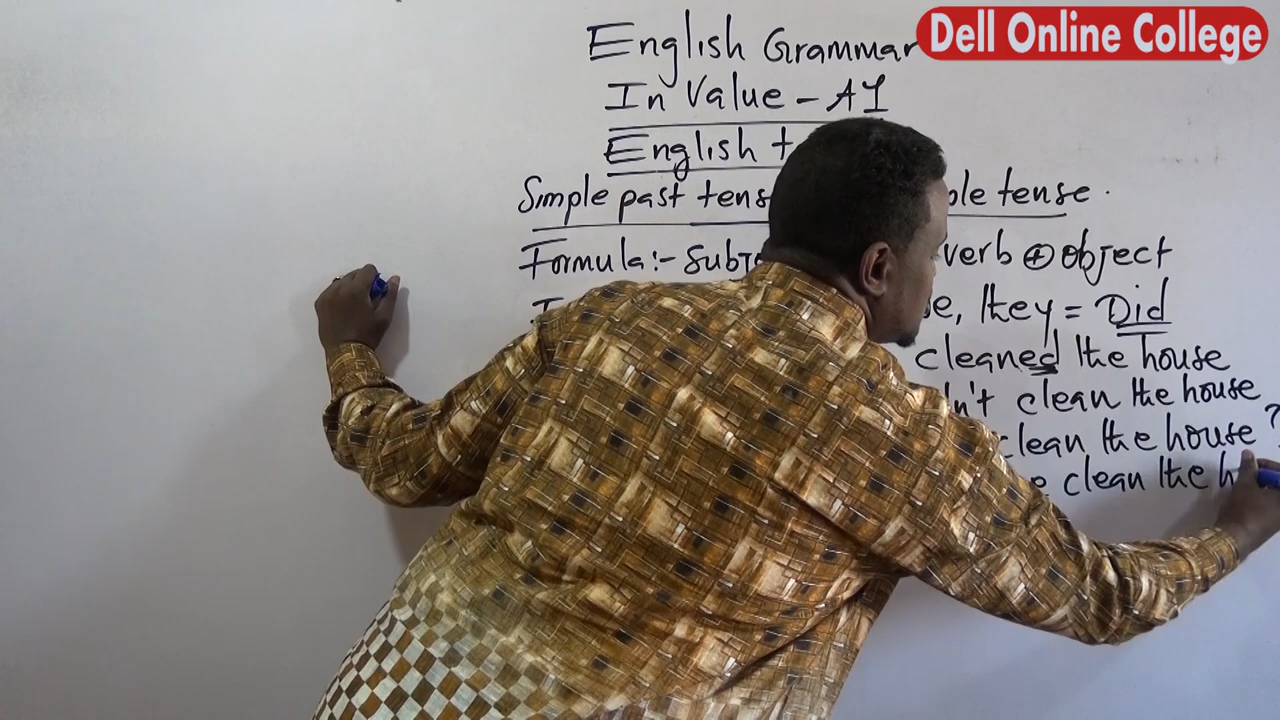 Dell Online College
English Grammar
In Value - A1
English
Simple past tens ple tense.
Formula:- Subj verb + object
e, they = Did
cleaned the house
n't clean the house
clean the house?
clean the h